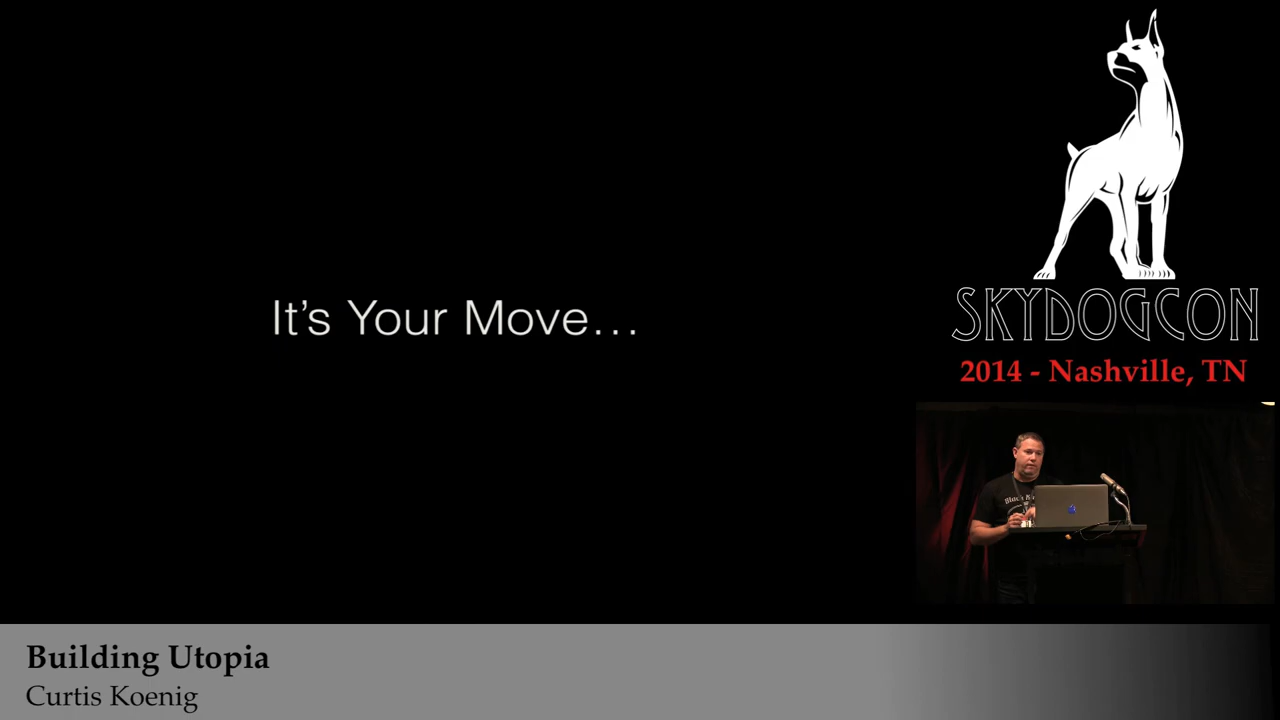 It's Your Move…
SKYDOGCON
2014 - Nashville, TN
Building Utopia
Curtis Koenig